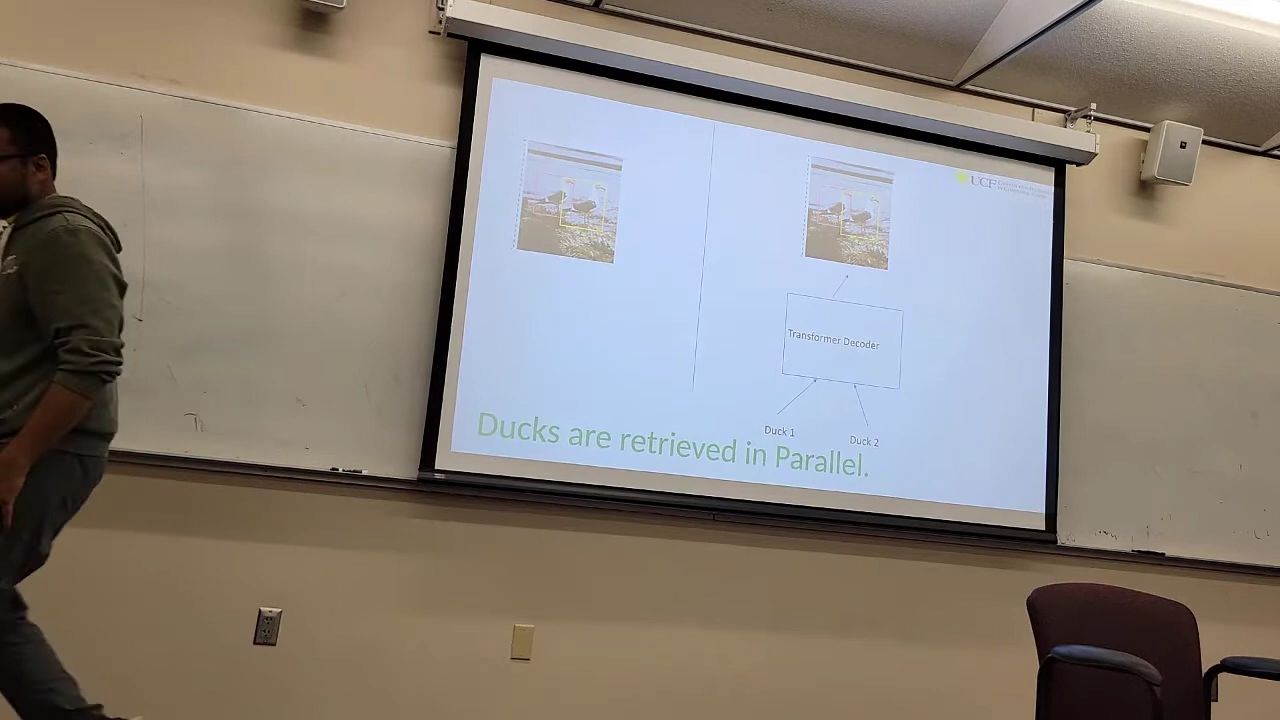 UCF
Transformer Decoder
Duck 1
Duck 2
Ducks are retrieved in Parallel.